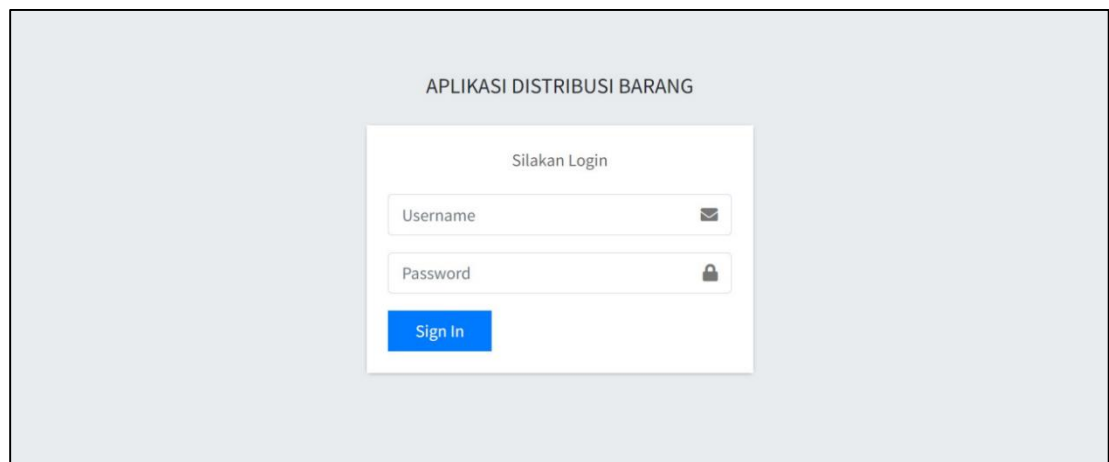 APLIKASI DISTRIBUSI BARANG
Silakan Login
Username
Password
Sign In